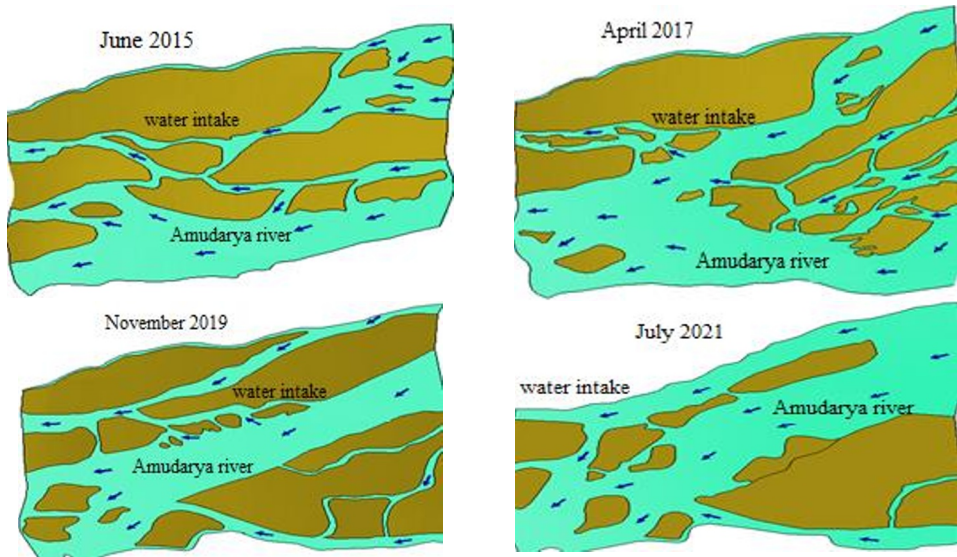 June 2015
water intake
Amudarya river
April 2017
water intake
Amudarya river
November 2019
water intake
Amudarya river
July 2021
water intake
Amudarya river